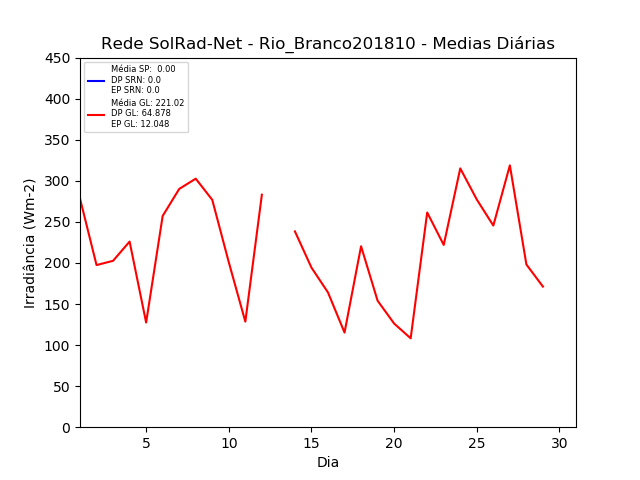 Rede SolRad-Net - Rio_Branco201810 - Medias Diárias
450
400
350
300
250
200
150
100
50
0
Irradiância (Wm-2)
Média SP:  0.00
DP SRN: 0.0
EP SRN: 0.0
Média GL: 221.02
DP GL: 64.878
EP GL: 12.048
5 10 15 20 25 30
Dia